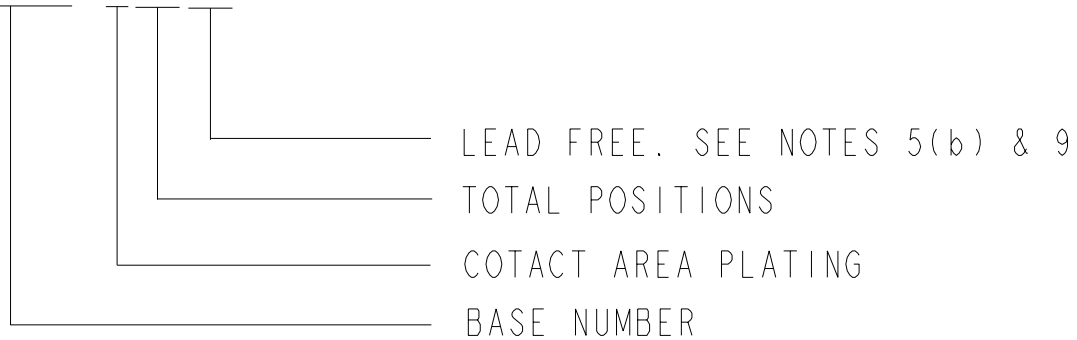 LEAD FREE. SEE NOTES 5(b) & 9
TOTAL POSITIONS
COTACT AREA PLATING
BASE NUMBER